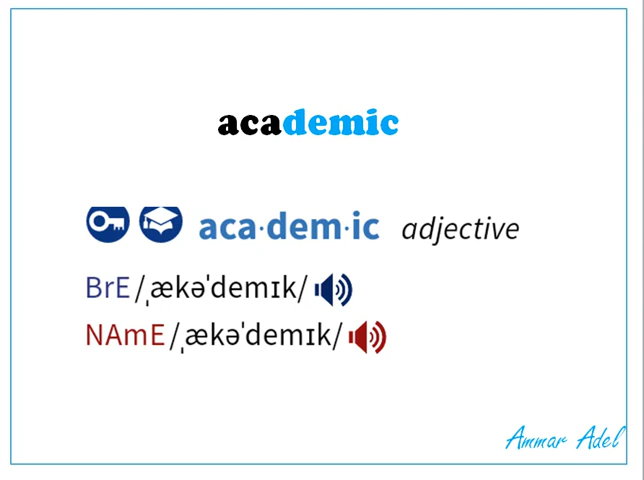 academic
aca·dem·ic adjective
BrE /ˌækəˈdemɪk/
NAmE /ˌækəˈdemɪk/
Ammar Adel